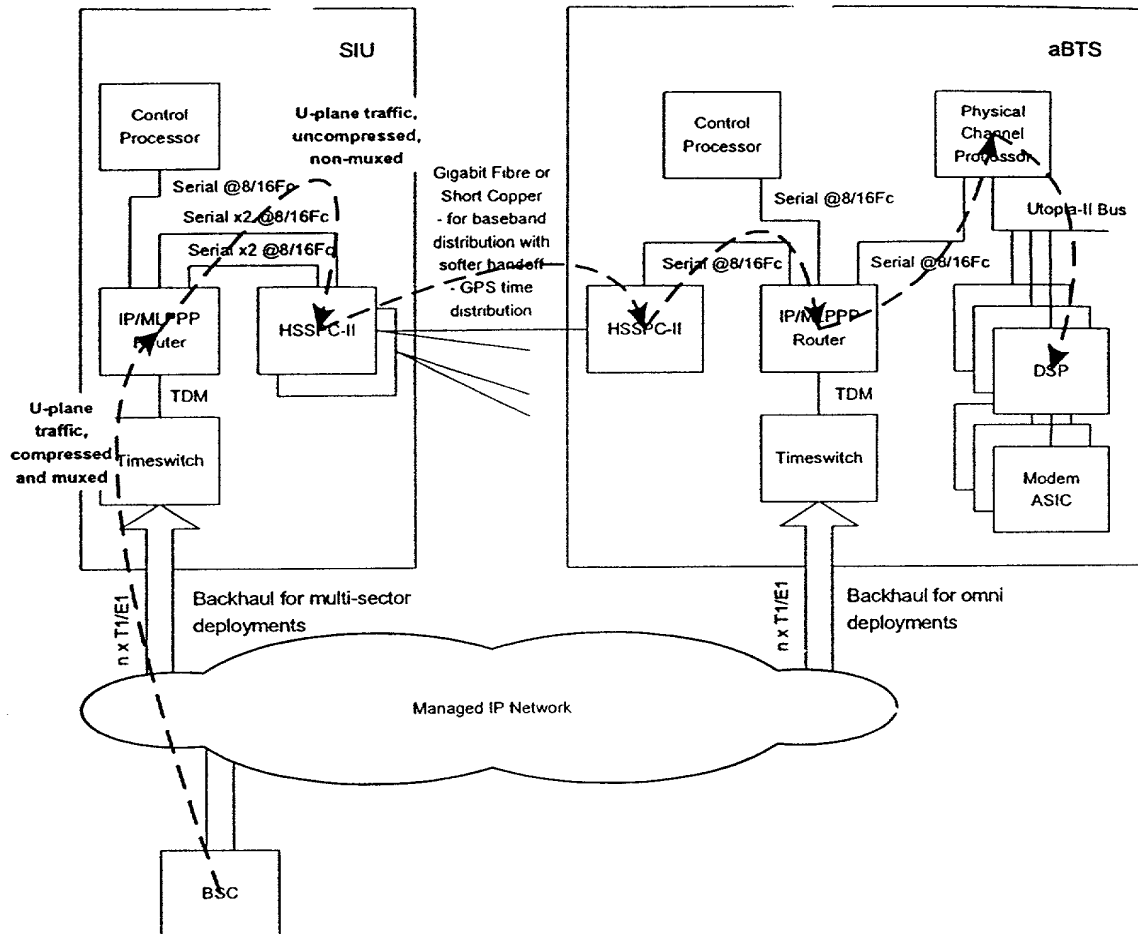 SIU
Control
Processor
U-plane traffic,
uncompressed,
non-muxed
Serial @8/16Fc
Serial x2 @8/16Fc
Serial x2 @8/16Fc
IP/MLPPP
Router
HSSPC-II
TDM
Timeswitch
U-plane
traffic,
compressed
and muxed
Gigabit Fibre or
Short Copper
- for baseband
distribution with
softer handoff
- GPS time
distribution
aBTS
Control
Processor
Physical
Channel
Processor
Serial @8/16Fc
Utopia-II Bus
Serial @8/16Fc
Serial @8/16Fc
HSSPC-II
IP/MLPPP
Router
DSP
TDM
Timeswitch
Modem
ASIC
n x T1/E1
Backhaul for multi-sector
deployments
n x T1/E1
Backhaul for omni
deployments
Managed IP Network
BSC